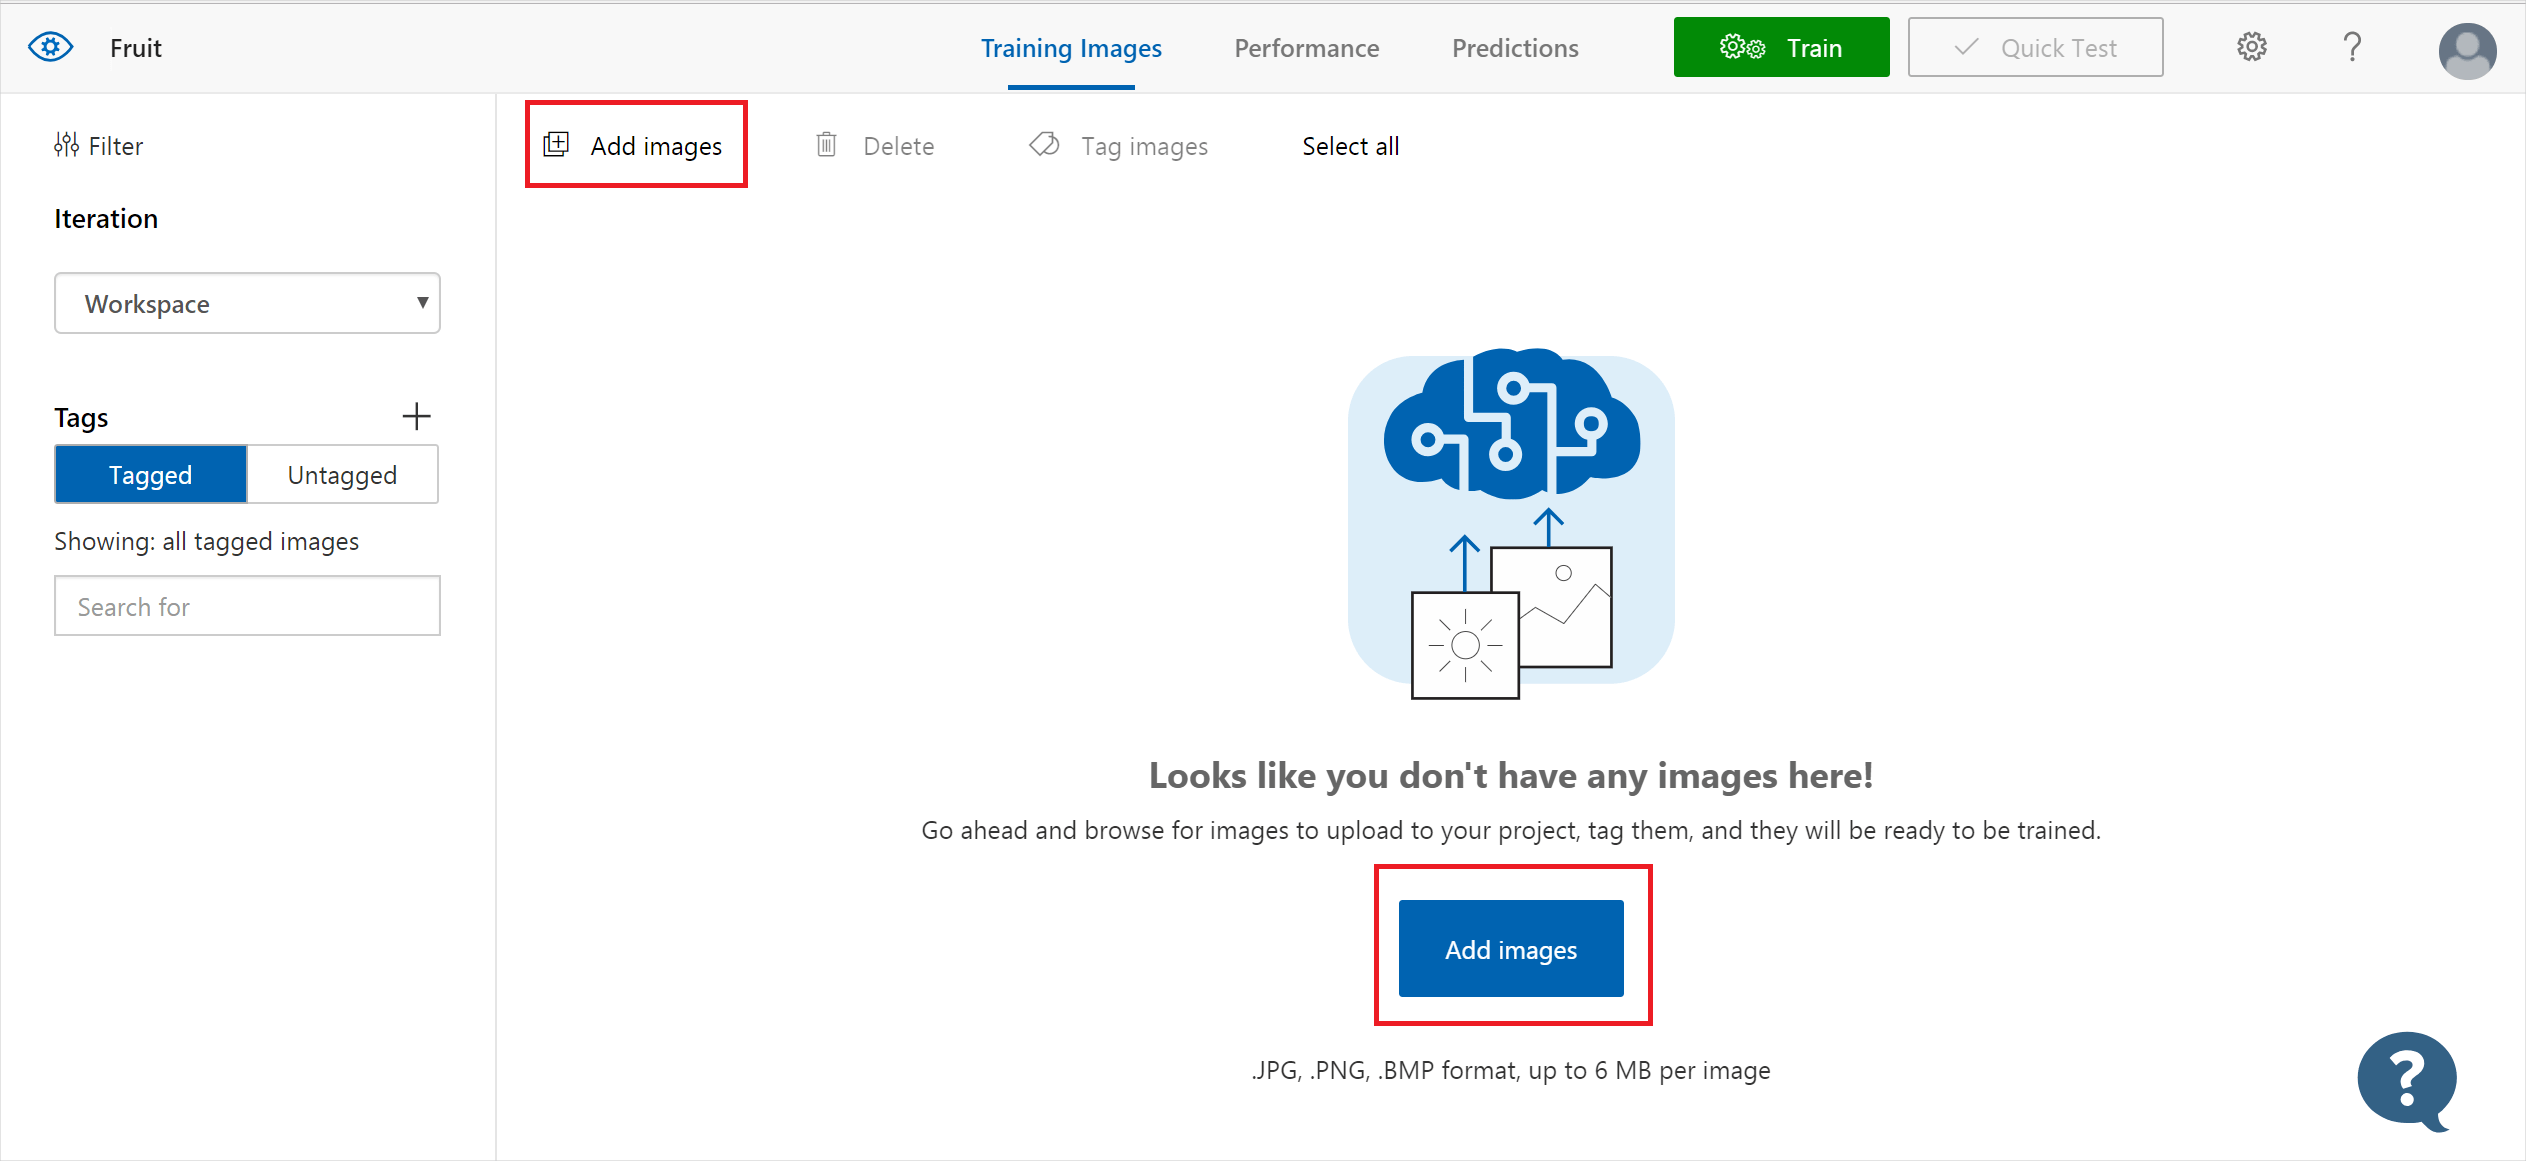 Fruit
Training Images
Performance
Predictions
Train
Quick Test
?
Filter
Add images
Delete
Tag images
Select all
Iteration
Workspace
Tags
Tagged
Untagged
Showing: all tagged images
Search for
Looks like you don't have any images here!
Go ahead and browse for images to upload to your project, tag them, and they will be ready to be trained.
Add images
.JPG, .PNG, .BMP format, up to 6 MB per image
?